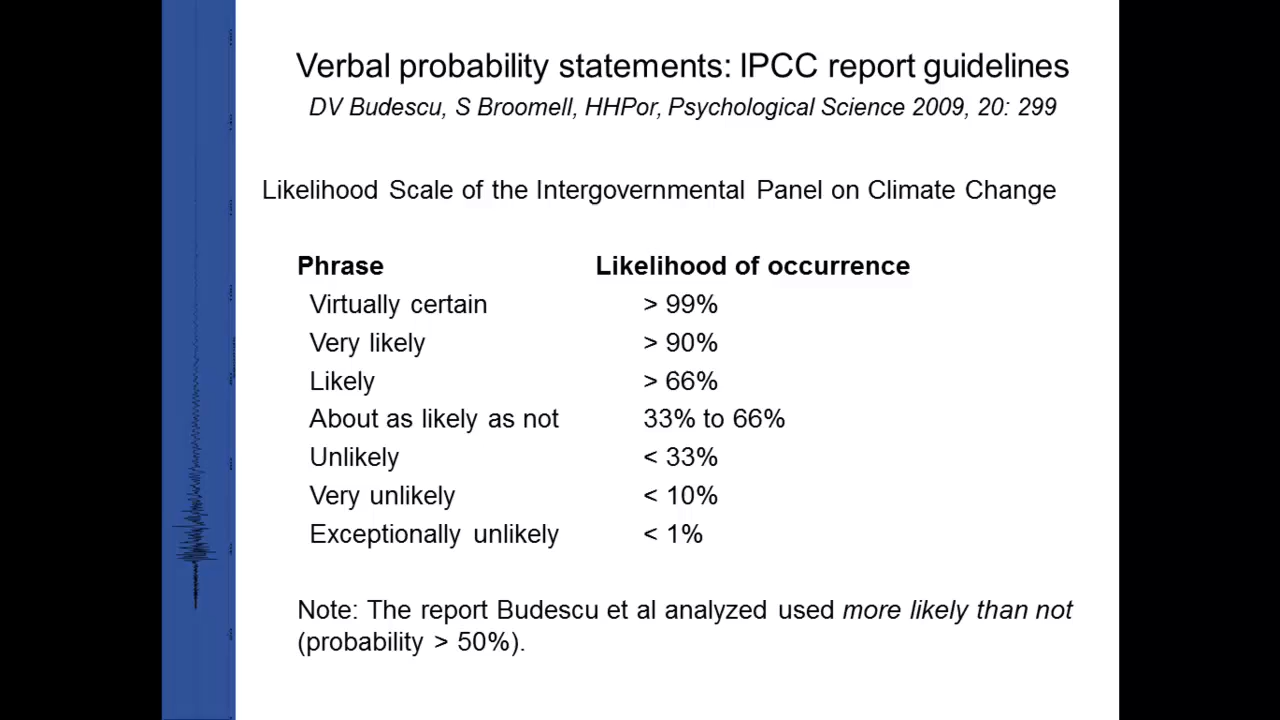 Verbal probability statements: IPCC report guidelines
DV Budescu, S Broomell, HHPor, Psychological Science 2009, 20: 299
Likelihood Scale of the Intergovernmental Panel on Climate Change
Phrase Likelihood of occurrence
Virtually certain > 99%
Very likely > 90%
Likely > 66%
About as likely as not 33% to 66%
Unlikely < 33%
Very unlikely < 10%
Exceptionally unlikely < 1%
Note: The report Budescu et al analyzed used more likely than not
(probability > 50%).